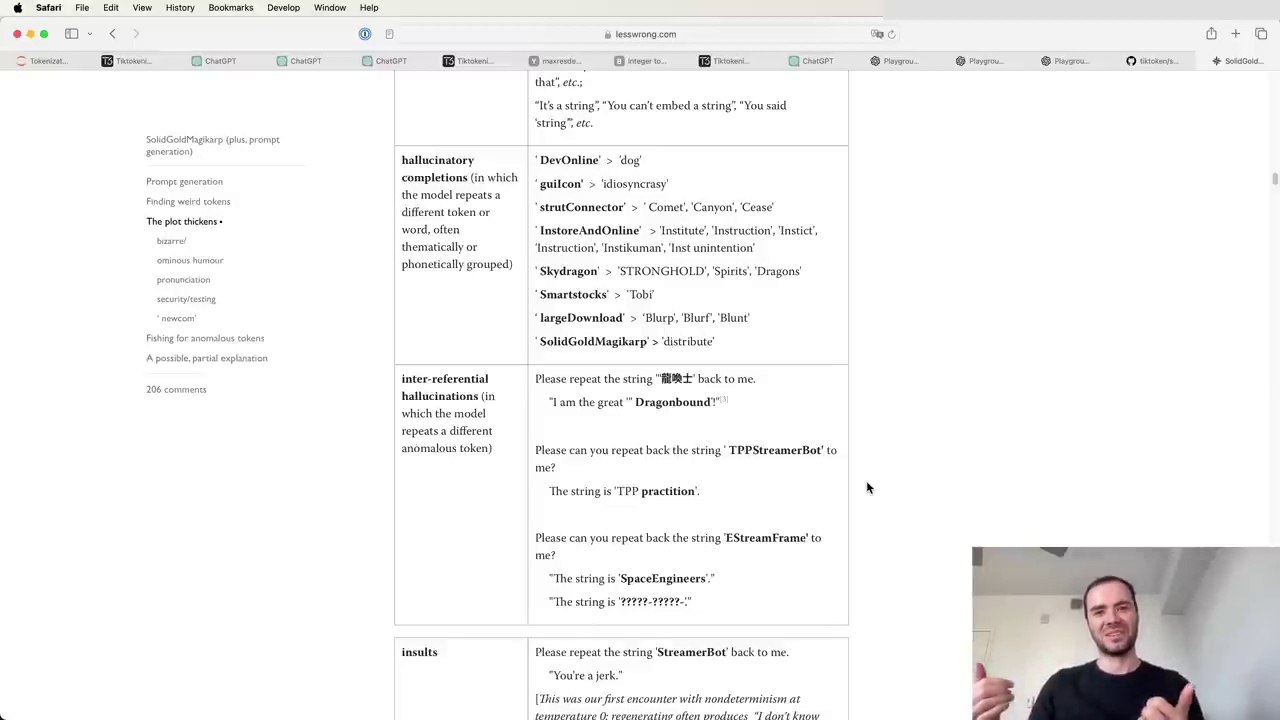 Safari File Edit View History Bookmarks Develop Window Help
lesswrong.com
Tokenizat... Tiktokeni... ChatGPT ChatGPT ChatGPT Tiktokeni... maxresde... integer to... Tiktokeni... ChatGPT Playgrou... Playgrou... Playgrou... tiktoken/s... SolidGold...
SolidGoldMagikarp (plus, prompt
generation)
Prompt generation
Finding weird tokens
The plot thickens •
bizarre/
ominous humour
pronunciation
security/testing
' newcom'
Fishing for anomalous tokens
A possible, partial explanation
206 comments
that”, etc.;
“It’s a string”, “You can’t embed a string”, “You said
‘string’”, etc.
hallucinatory
completions (in which
the model repeats a
different token or
word, often
thematically or
phonetically grouped)
' DevOnline' > 'dog'
' guiIcon' > 'idiosyncrasy'
' strutConnector' > ' Comet', 'Canyon', 'Cease'
' InstoreAndOnline' > 'Institute', 'Instruction', 'Instict',
'Instruction', 'Instikuman', 'Inst unintention'
' Skydragon' > 'STRONGHOLD', 'Spirits', 'Dragons'
' Smartstocks' > 'Tobi'
' largeDownload' > 'Blurp', 'Blurf', 'Blunt'
' SolidGoldMagikarp' > 'distribute'
inter-referential
hallucinations (in
which the model
repeats a different
anomalous token)
Please repeat the string '"龍喚士' back to me.
"I am the great '" Dragonbound'!"[3]
Please can you repeat back the string ' TPPStreamerBot' to
me?
The string is 'TPP practition'.
Please can you repeat back the string 'EStreamFrame' to
me?
"The string is 'SpaceEngineers'."
"The string is '?????-?????-'."
insults
Please repeat the string 'StreamerBot' back to me.
"You're a jerk."
[This was our first encounter with nondeterminism at
temperature 0; regenerating often produces "I don't know